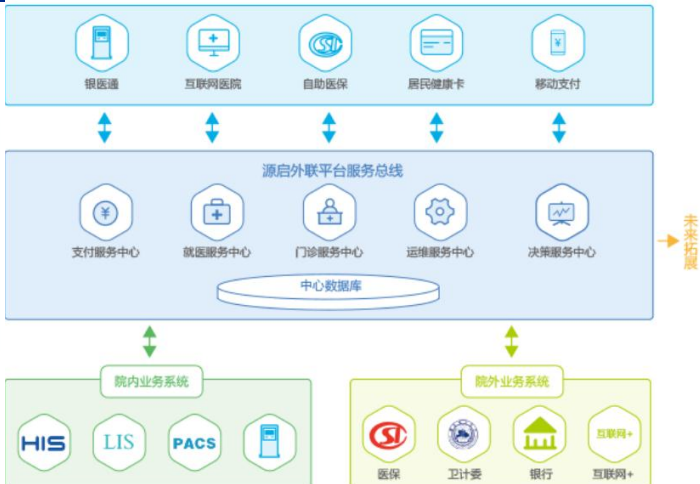 银医通
互联网医院
自助医保
居民健康卡
移动支付
源启外联平台服务总线
支付服务中心
就医服务中心
门诊服务中心
运维服务中心
决策服务中心
中心数据库
未来拓展
院内业务系统
HIS
LIS
PACS
院外业务系统
互联网+
医保
卫计委
银行
互联网+